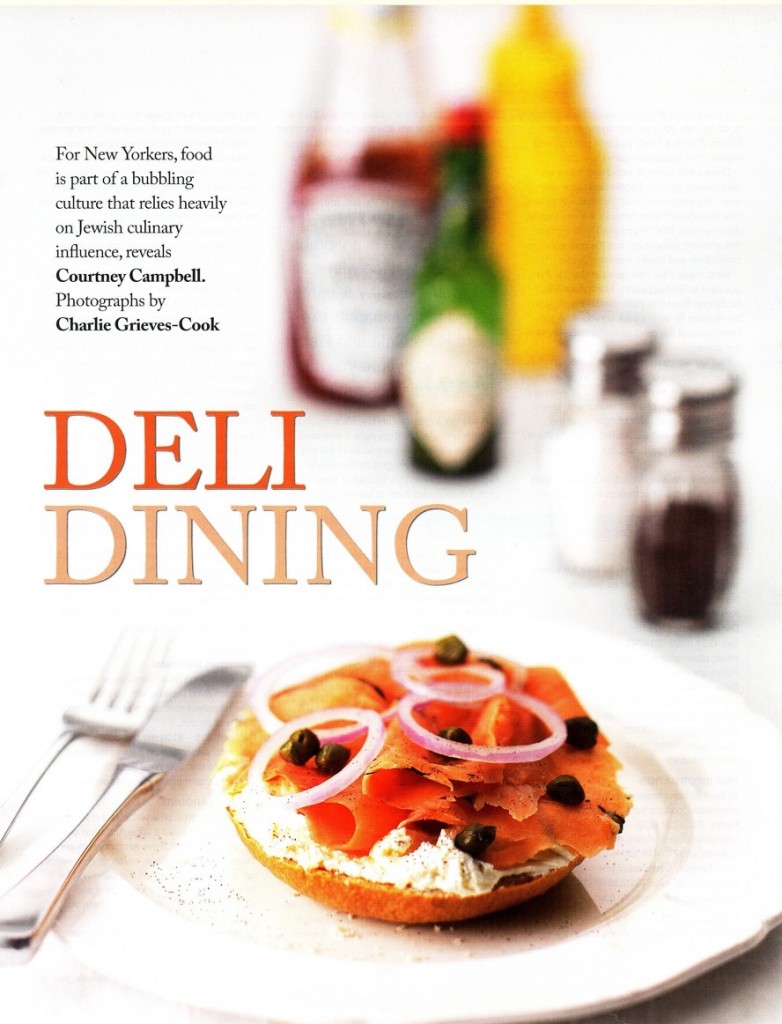 For New Yorkers, food
is part of a bubbling
culture that relies heavily
on Jewish culinary
influence, reveals
Courtney Campbell.
Photographs by
Charlie Grieves-Cook
DELI
DINING